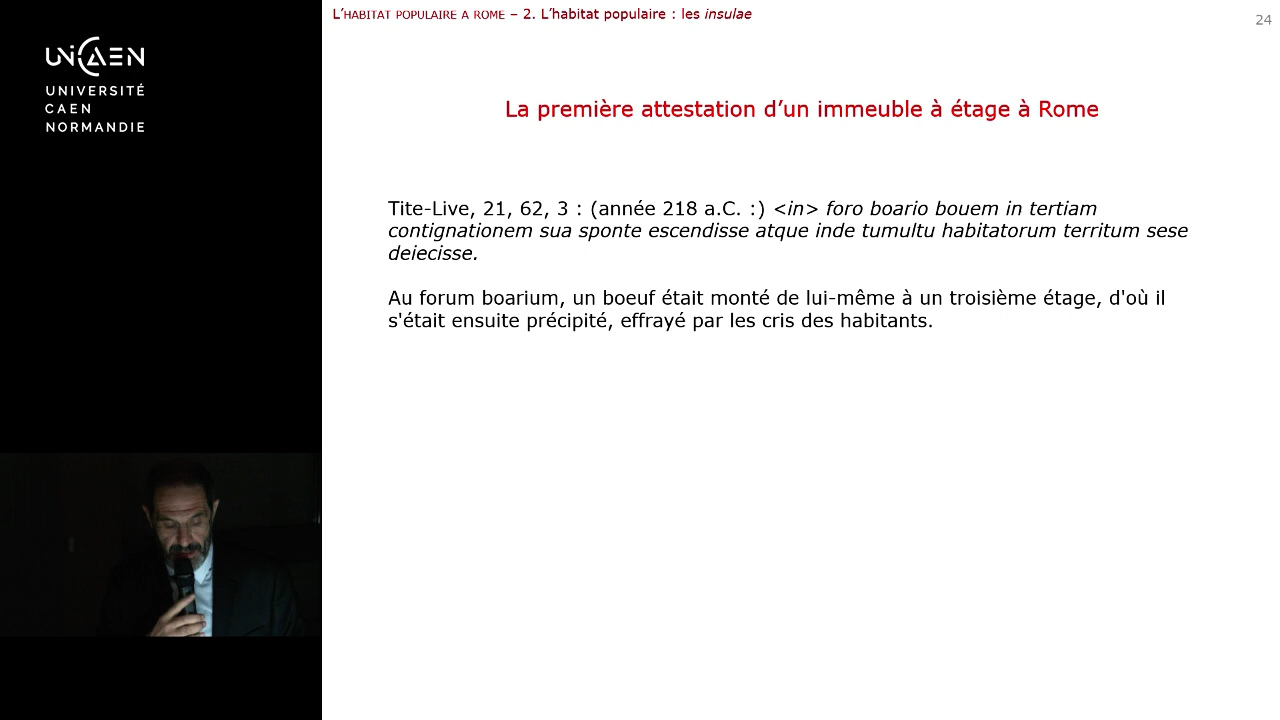 UNICAEN
UNIVERSITÉ
CAEN
NORMANDIE
L'HABITAT POPULAIRE A ROME – 2. L'habitat populaire : les insulae
24
La première attestation d'un immeuble à étage à Rome
Tite-Live, 21, 62, 3 : (année 218 a.C. :) <in> foro boario bouem in tertiam
contignationem sua sponte escendisse atque inde tumultu habitatorum territum sese
deiecisse.
Au forum boarium, un boeuf était monté de lui-même à un troisième étage, d'où il
s'était ensuite précipité, effrayé par les cris des habitants.